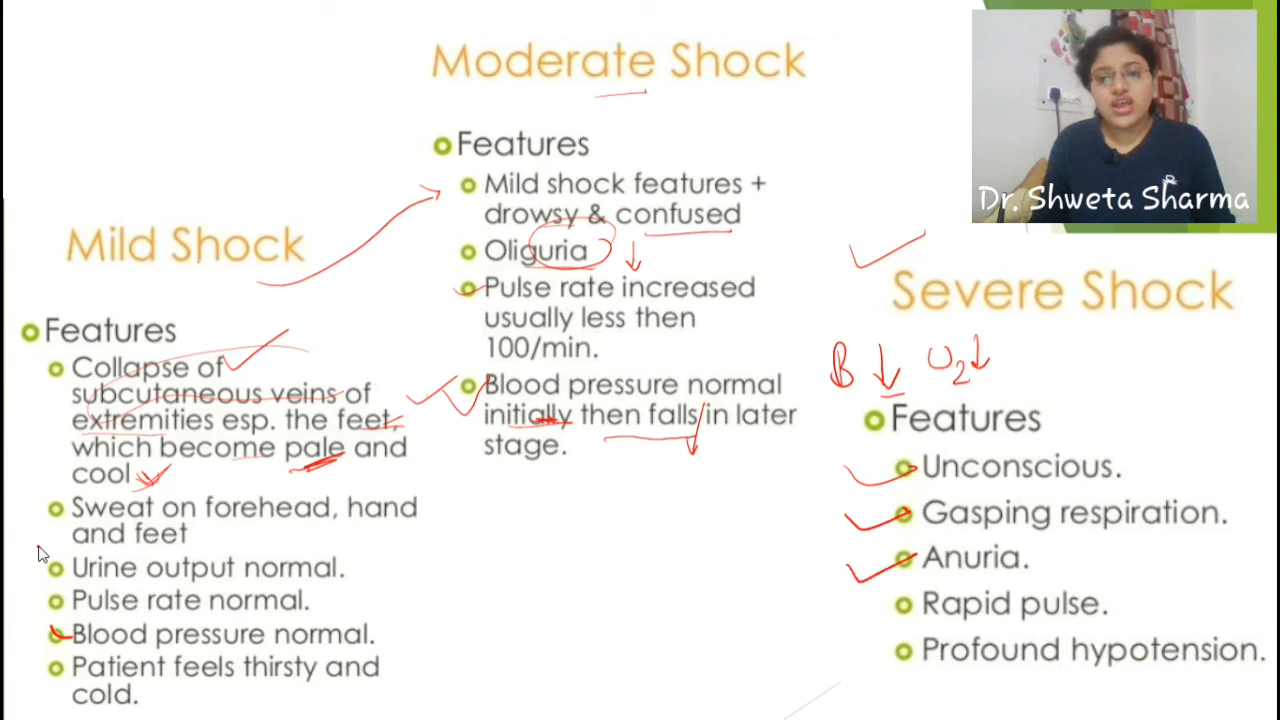 Moderate Shock
Features
Mild shock features +
drowsy & confused
Oliguria
Pulse rate increased
usually less then
100/min.
Blood pressure normal
initially then falls in later
stage.
Mild Shock
Features
Collapse of
subcutaneous veins of
extremities esp. the feet,
which become pale and
cool
Sweat on forehead, hand
and feet
Urine output normal.
Pulse rate normal.
Blood pressure normal.
Patient feels thirsty and
cold.
Dr. Shweta Sharma
Severe Shock
B ↓ O2↓
Features
Unconscious.
Gasping respiration.
Anuria.
Rapid pulse.
Profound hypotension.